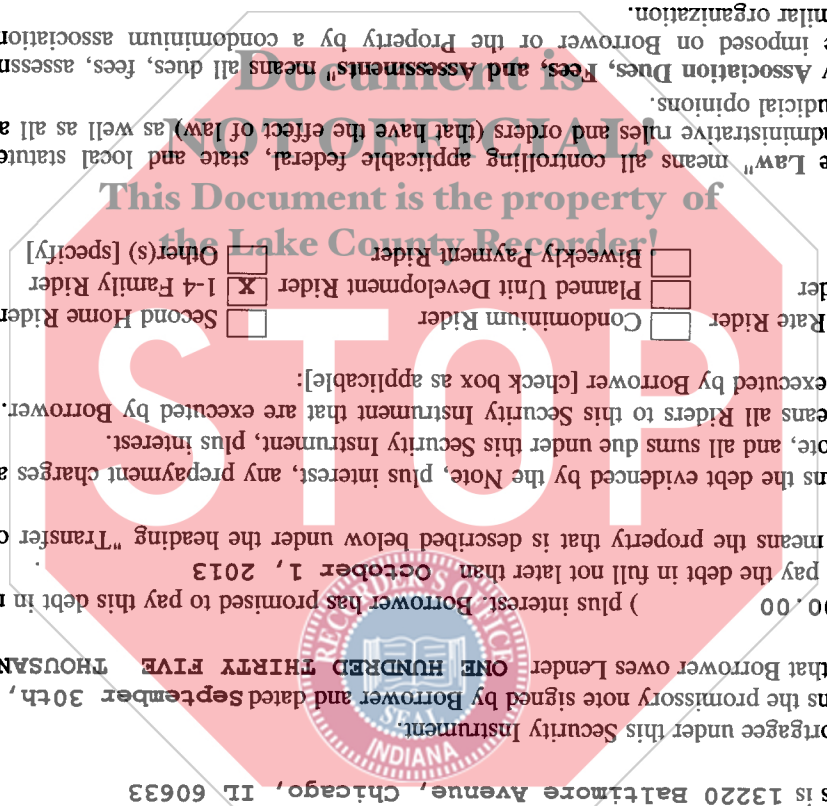 s is 13220 Baltimore Avenue, Chicago, IL 60633
ortgagee under this Security Instrument.
ns the promissory note signed by Borrower and dated September 30th,
that Borrower owes Lender ONE HUNDRED THIRTY FIVE THOUSAN
00.00 ) plus interest. Borrower has promised to pay this debt in
pay the debt in full not later than October 1, 2013 .
means the property that is described below under the heading "Transfer o
ns the debt evidenced by the Note, plus interest, any prepayment charges a
ote, and all sums due under this Security Instrument, plus interest.
eans all Riders to this Security Instrument that are executed by Borrower.
executed by Borrower [check box as applicable]:
Rate Rider Condominium Rider Second Home Rider
der Planned Unit Development Rider X 1-4 Family Rider
Biweekly Payment Rider Other(s) [specify]
e Law" means all controlling applicable federal, state and local statute
administrative rules and orders (that have the effect of law) as well as all a
udicial opinions.
y Association Dues, Fees, and Assessments" means all dues, fees, assessm
e imposed on Borrower or the Property by a condominium association
milar organization.
Document is
NOT OFFICIAL!
This Document is the property of
the Lake County Recorder!
STOP
RECORDER'S OFFICE
SEAL
INDIANA